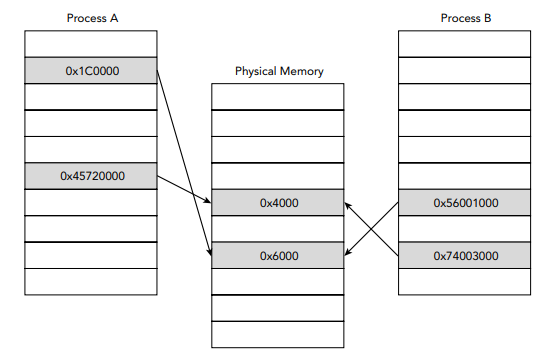 Process A
0x1C0000
0x45720000
Physical Memory
0x4000
0x6000
Process B
0x56001000
0x74003000